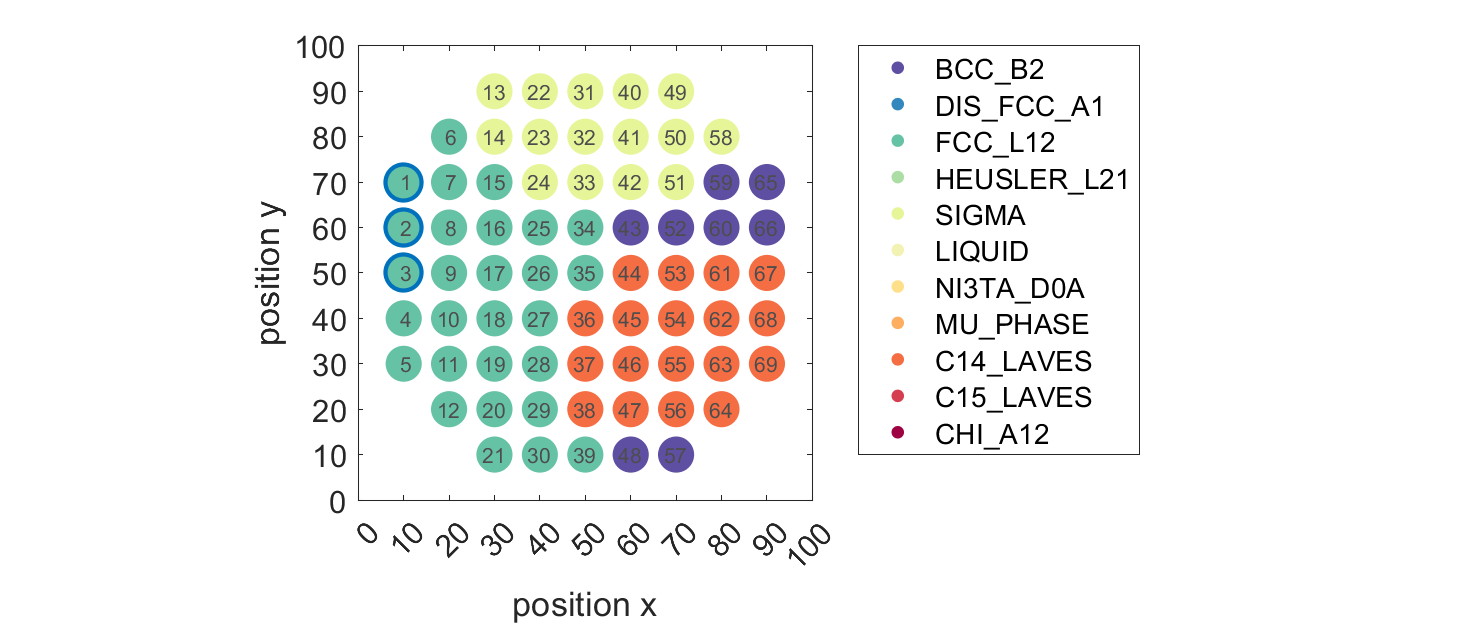 100
90
80
70
60
50
40
30
20
10
0
position y
13 22 31 40 49
6 14 23 32 41 50 58
1 7 15 24 33 42 51 59 65
2 8 16 25 34 43 52 60 66
3 9 17 26 35 44 53 61 67
4 10 18 27 36 45 54 62 68
5 11 19 28 37 46 55 63 69
12 20 29 38 47 56 64
21 30 39 48 57
0 10 20 30 40 50 60 70 80 90 100
position x
BCC_B2
DIS_FCC_A1
FCC_L12
HEUSLER_L21
SIGMA
LIQUID
NI3TA_D0A
MU_PHASE
C14_LAVES
C15_LAVES
CHI_A12